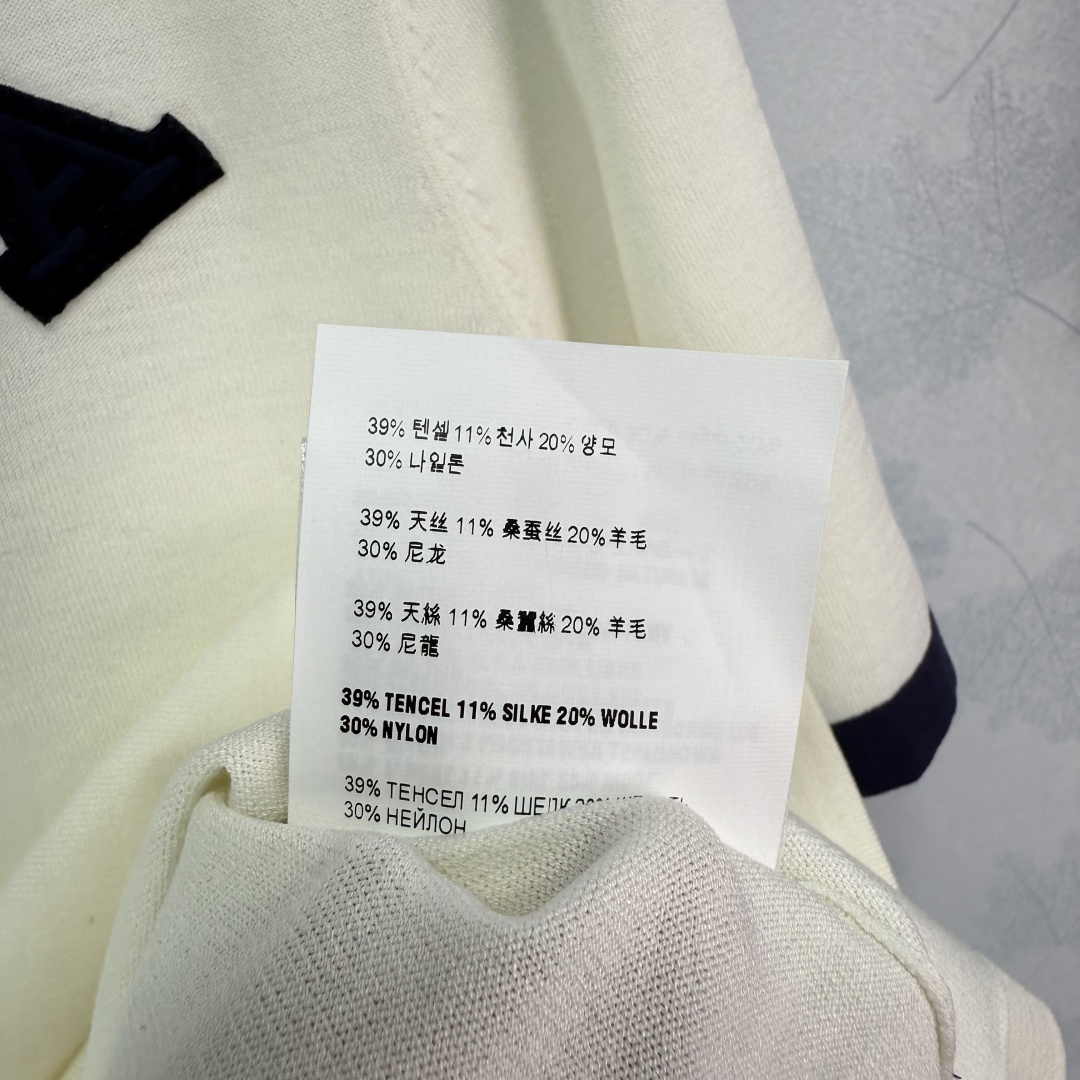 A
39% 텐셀 11% 천사 20% 양모
30% 나일론
39% 天丝 11% 桑蚕丝 20% 羊毛
30% 尼龙
39% 天絲 11% 桑蠶絲 20% 羊毛
30% 尼龍
39% TENCEL 11% SILKE 20% WOLLE
30% NYLON
39% ТЕНСЕЛ 11% ШЕЛК 20%
30% НЕЙЛОН